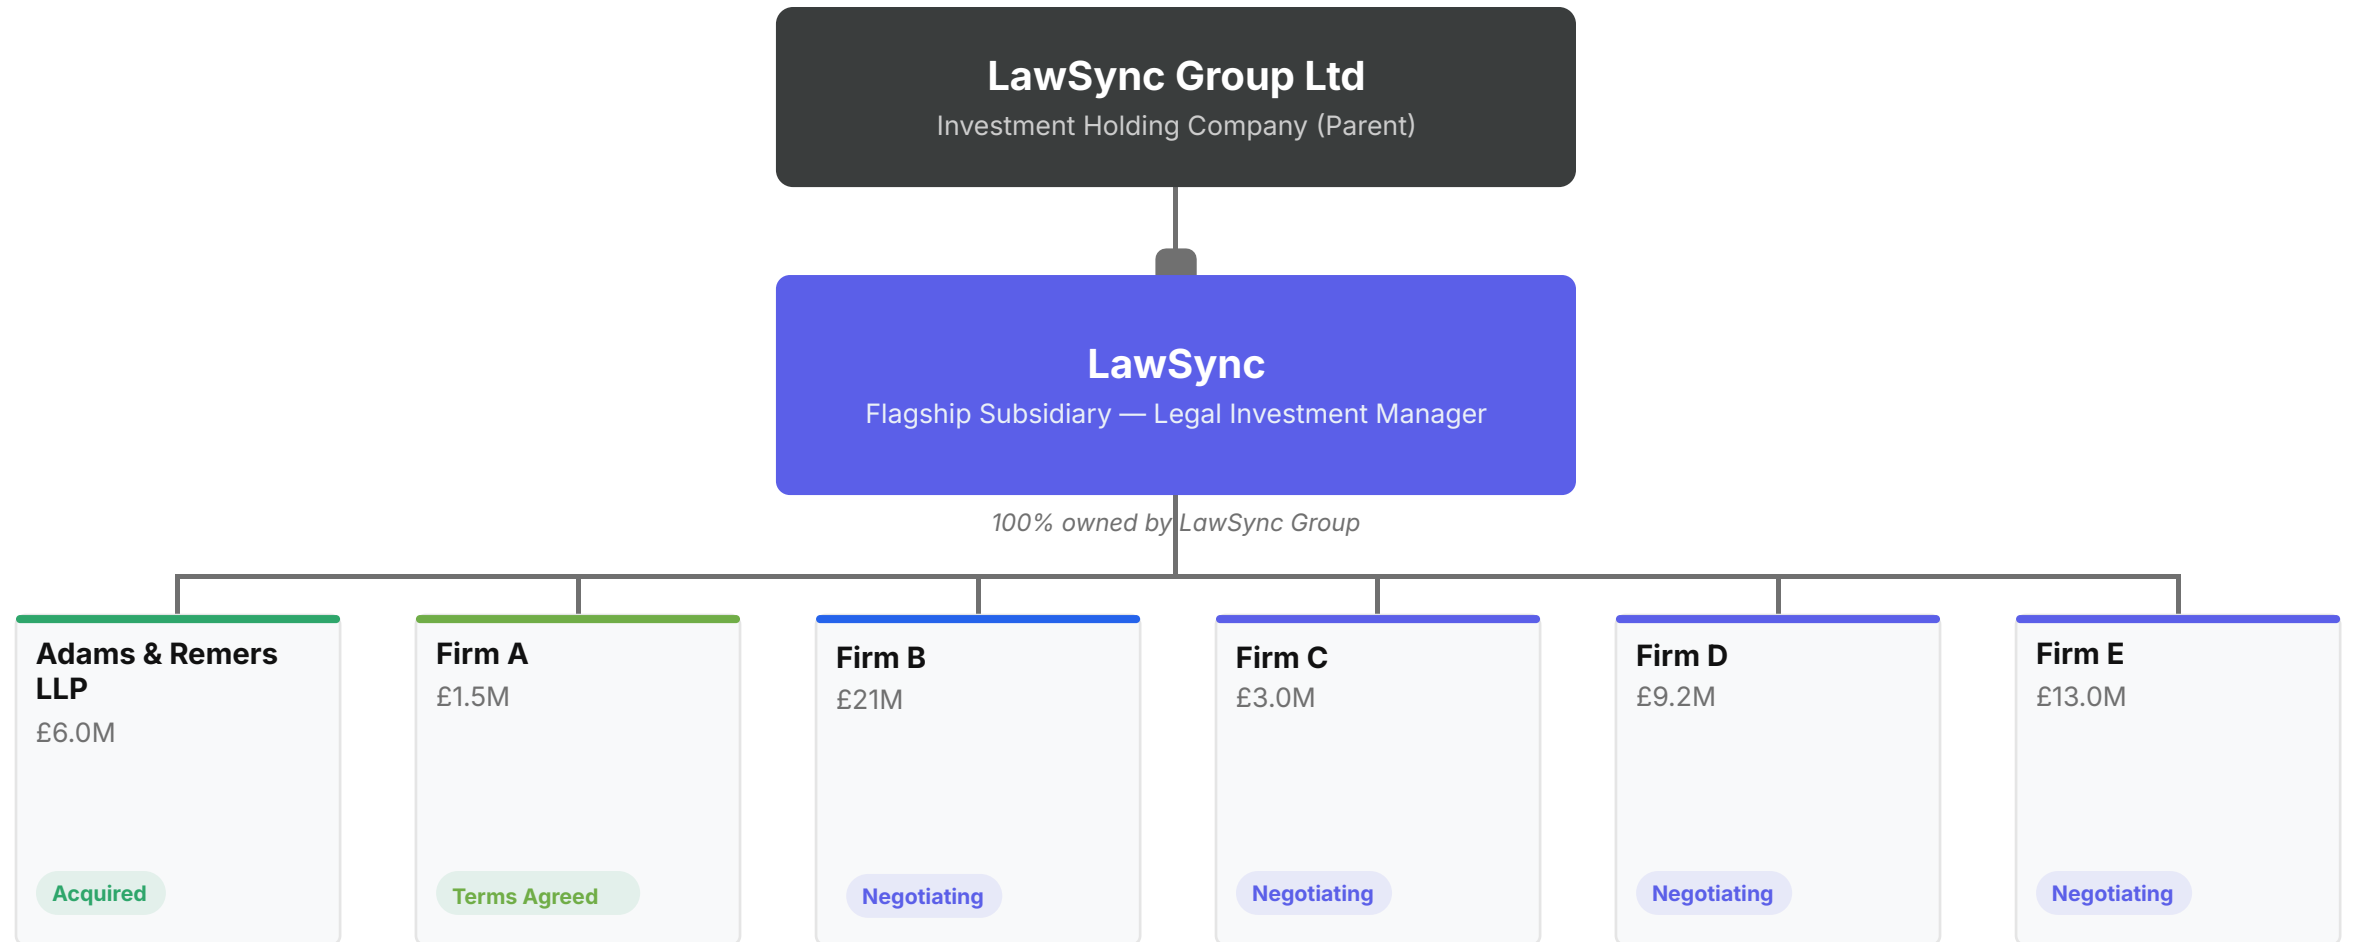 LawSync Group Ltd
Investment Holding Company (Parent)
LawSync
Flagship Subsidiary — Legal Investment Manager
100% owned by LawSync Group
Adams & Remers
LLP
£6.0M
Acquired
Firm A
£1.5M
Terms Agreed
Firm B
£21M
Negotiating
Firm C
£3.0M
Negotiating
Firm D
£9.2M
Negotiating
Firm E
£13.0M
Negotiating